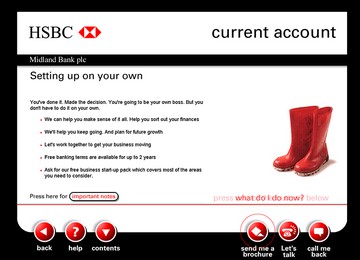 HSBC
current account
Midland Bank plc
Setting up on your own
You've done it. Made the decision. You're going to be your own boss. But you
don't have to do it on your own.
We can help you make sense of it all. Help you sort out your finances
We'll help you keep going. And plan for future growth
Let's work together to get your business moving
Free banking terms are available for up to 2 years
Ask for our free business start-up pack which covers most of the areas
you need to consider.
Press here for important notes
press what do i do now? below
back
help
contents
send me a
brochure
Let's
talk
call me
back